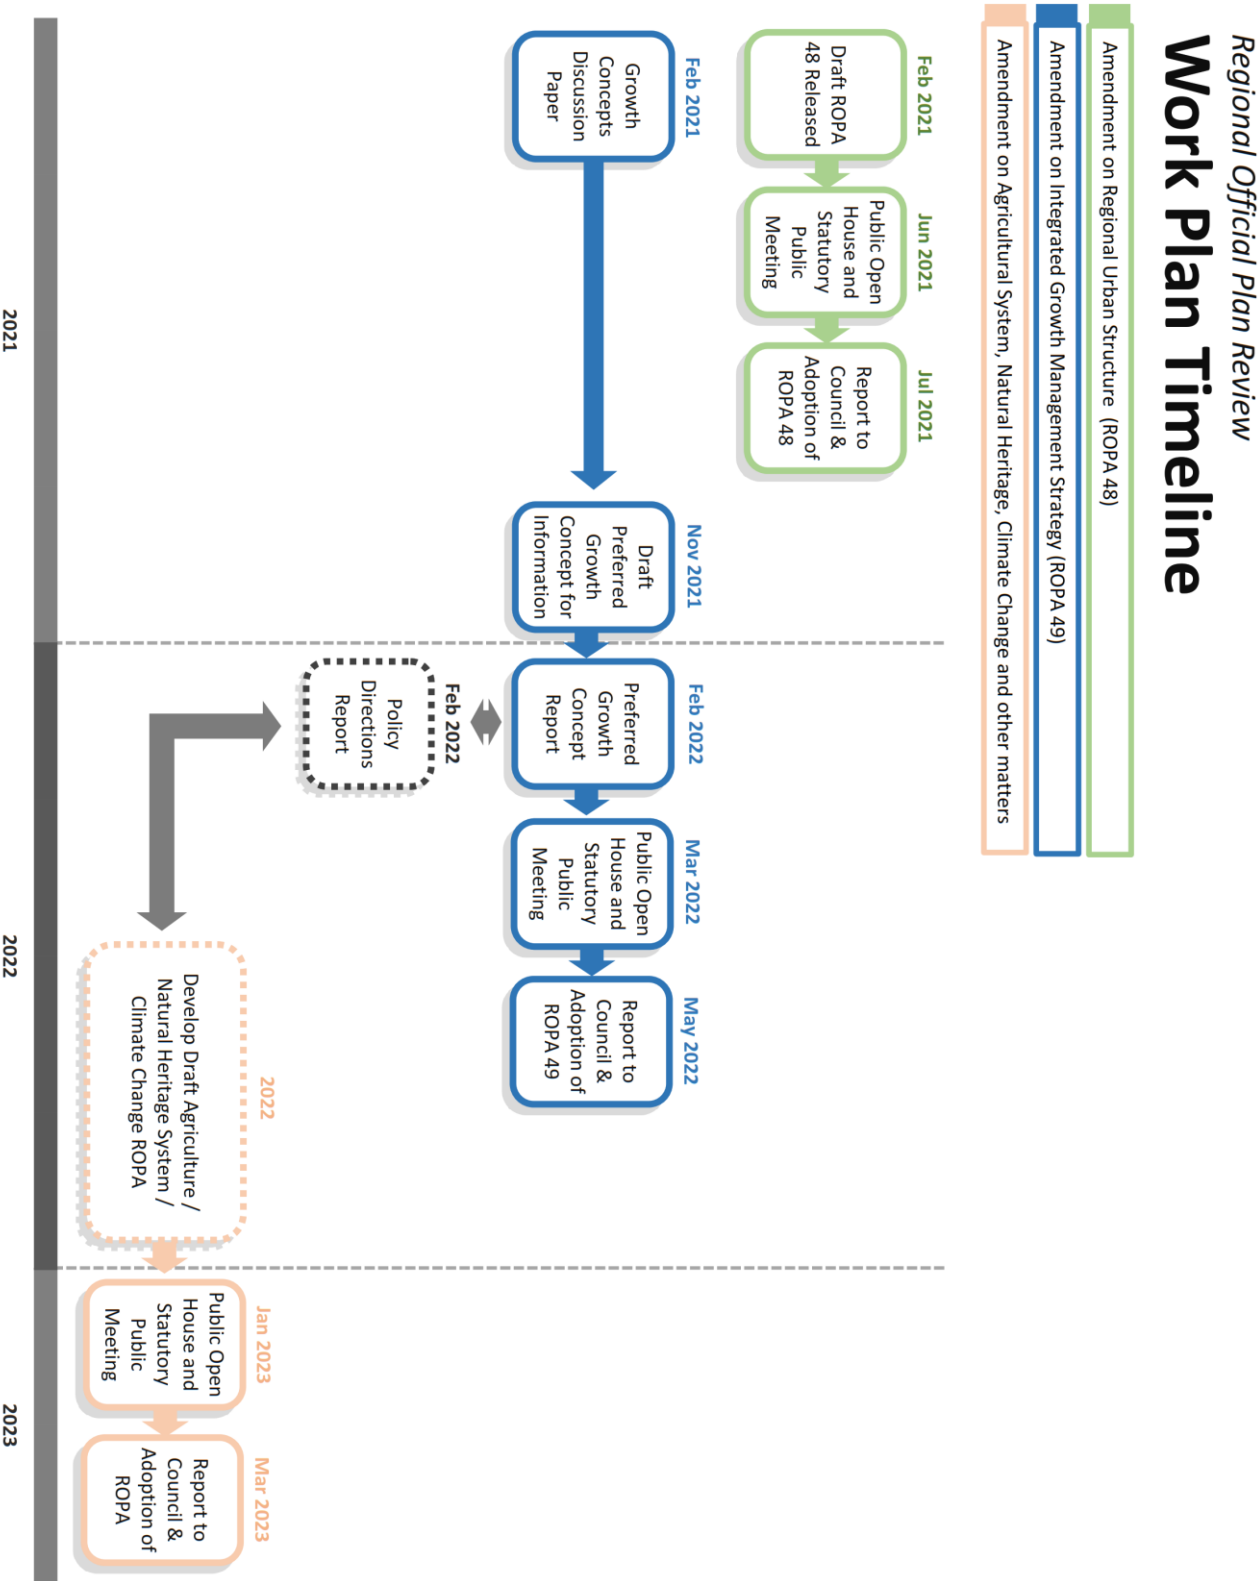 Regional Official Plan Review
Work Plan Timeline
Amendment on Regional Urban Structure (ROPA 48)
Amendment on Integrated Growth Management Strategy (ROPA 49)
Amendment on Agricultural System, Natural Heritage, Climate Change and other matters
Feb 2021
Draft ROPA
48 Released
Jun 2021
Public Open
House and
Statutory
Public
Meeting
Jul 2021
Report to
Council &
Adoption of
ROPA 48
Feb 2021
Growth
Concepts
Discussion
Paper
Nov 2021
Draft
Preferred
Growth
Concept for
Information
Feb 2022
Preferred
Growth
Concept
Report
Mar 2022
Public Open
House and
Statutory
Public
Meeting
May 2022
Report to
Council &
Adoption of
ROPA 49
Feb 2022
Policy
Directions
Report
2022
Develop Draft Agriculture /
Natural Heritage System /
Climate Change ROPA
Jan 2023
Public Open
House and
Statutory
Public
Meeting
Mar 2023
Report to
Council &
Adoption of
ROPA
2021
2022
2023